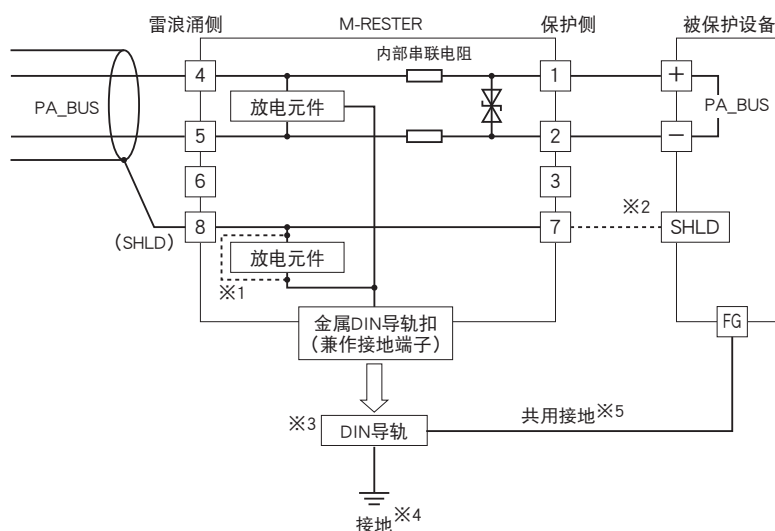 雷浪涌侧
M-RESTER
保护侧
被保护设备
内部串联电阻
4
1
+
PA_BUS
放电元件
PA_BUS
5
2
−
6
3
※2
(SHLD)
8
7
SHLD
放电元件
※1
金属DIN导轨扣
（兼作接地端子）
FG
共用接地※5
※3
DIN导轨
接地※4